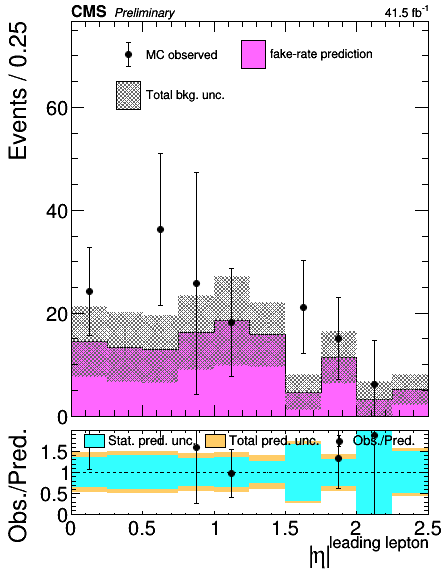 CMS Preliminary 41.5 fb⁻¹
MC observed
fake-rate prediction
Total bkg. unc.
Events / 0.25
60
40
20
0
Stat. pred. unc. Total pred. unc. Obs./Pred.
Obs./Pred.
1.5
1
0.5
0
0 0.5 1 1.5 2 2.5
|η| leading lepton